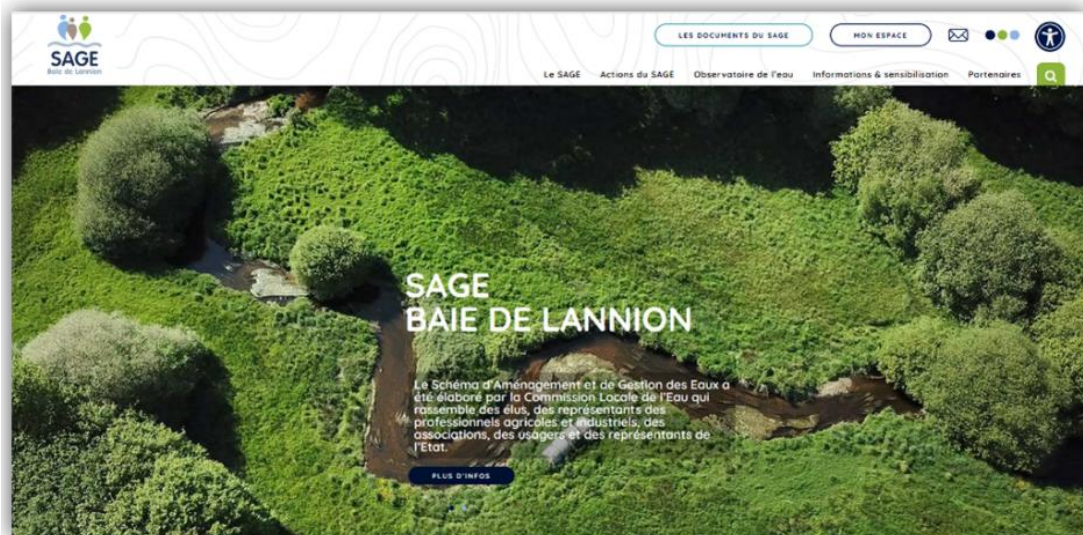 SAGE
Baie de Lannion
LES DOCUMENTS DU SAGE
MON ESPACE
Le SAGE
Actions du SAGE
Observatoire de l'eau
Informations & sensibilisation
Partenaires
SAGE
BAIE DE LANNION
Le Schéma d'Aménagement et de Gestion des Eaux a
été élaboré par la Commission Locale de l'Eau qui
rassemble des élus, des représentants des
professionnels agricoles et industriels, des
associations, des usagers et des représentants de
l'Etat.
PLUS D'INFOS